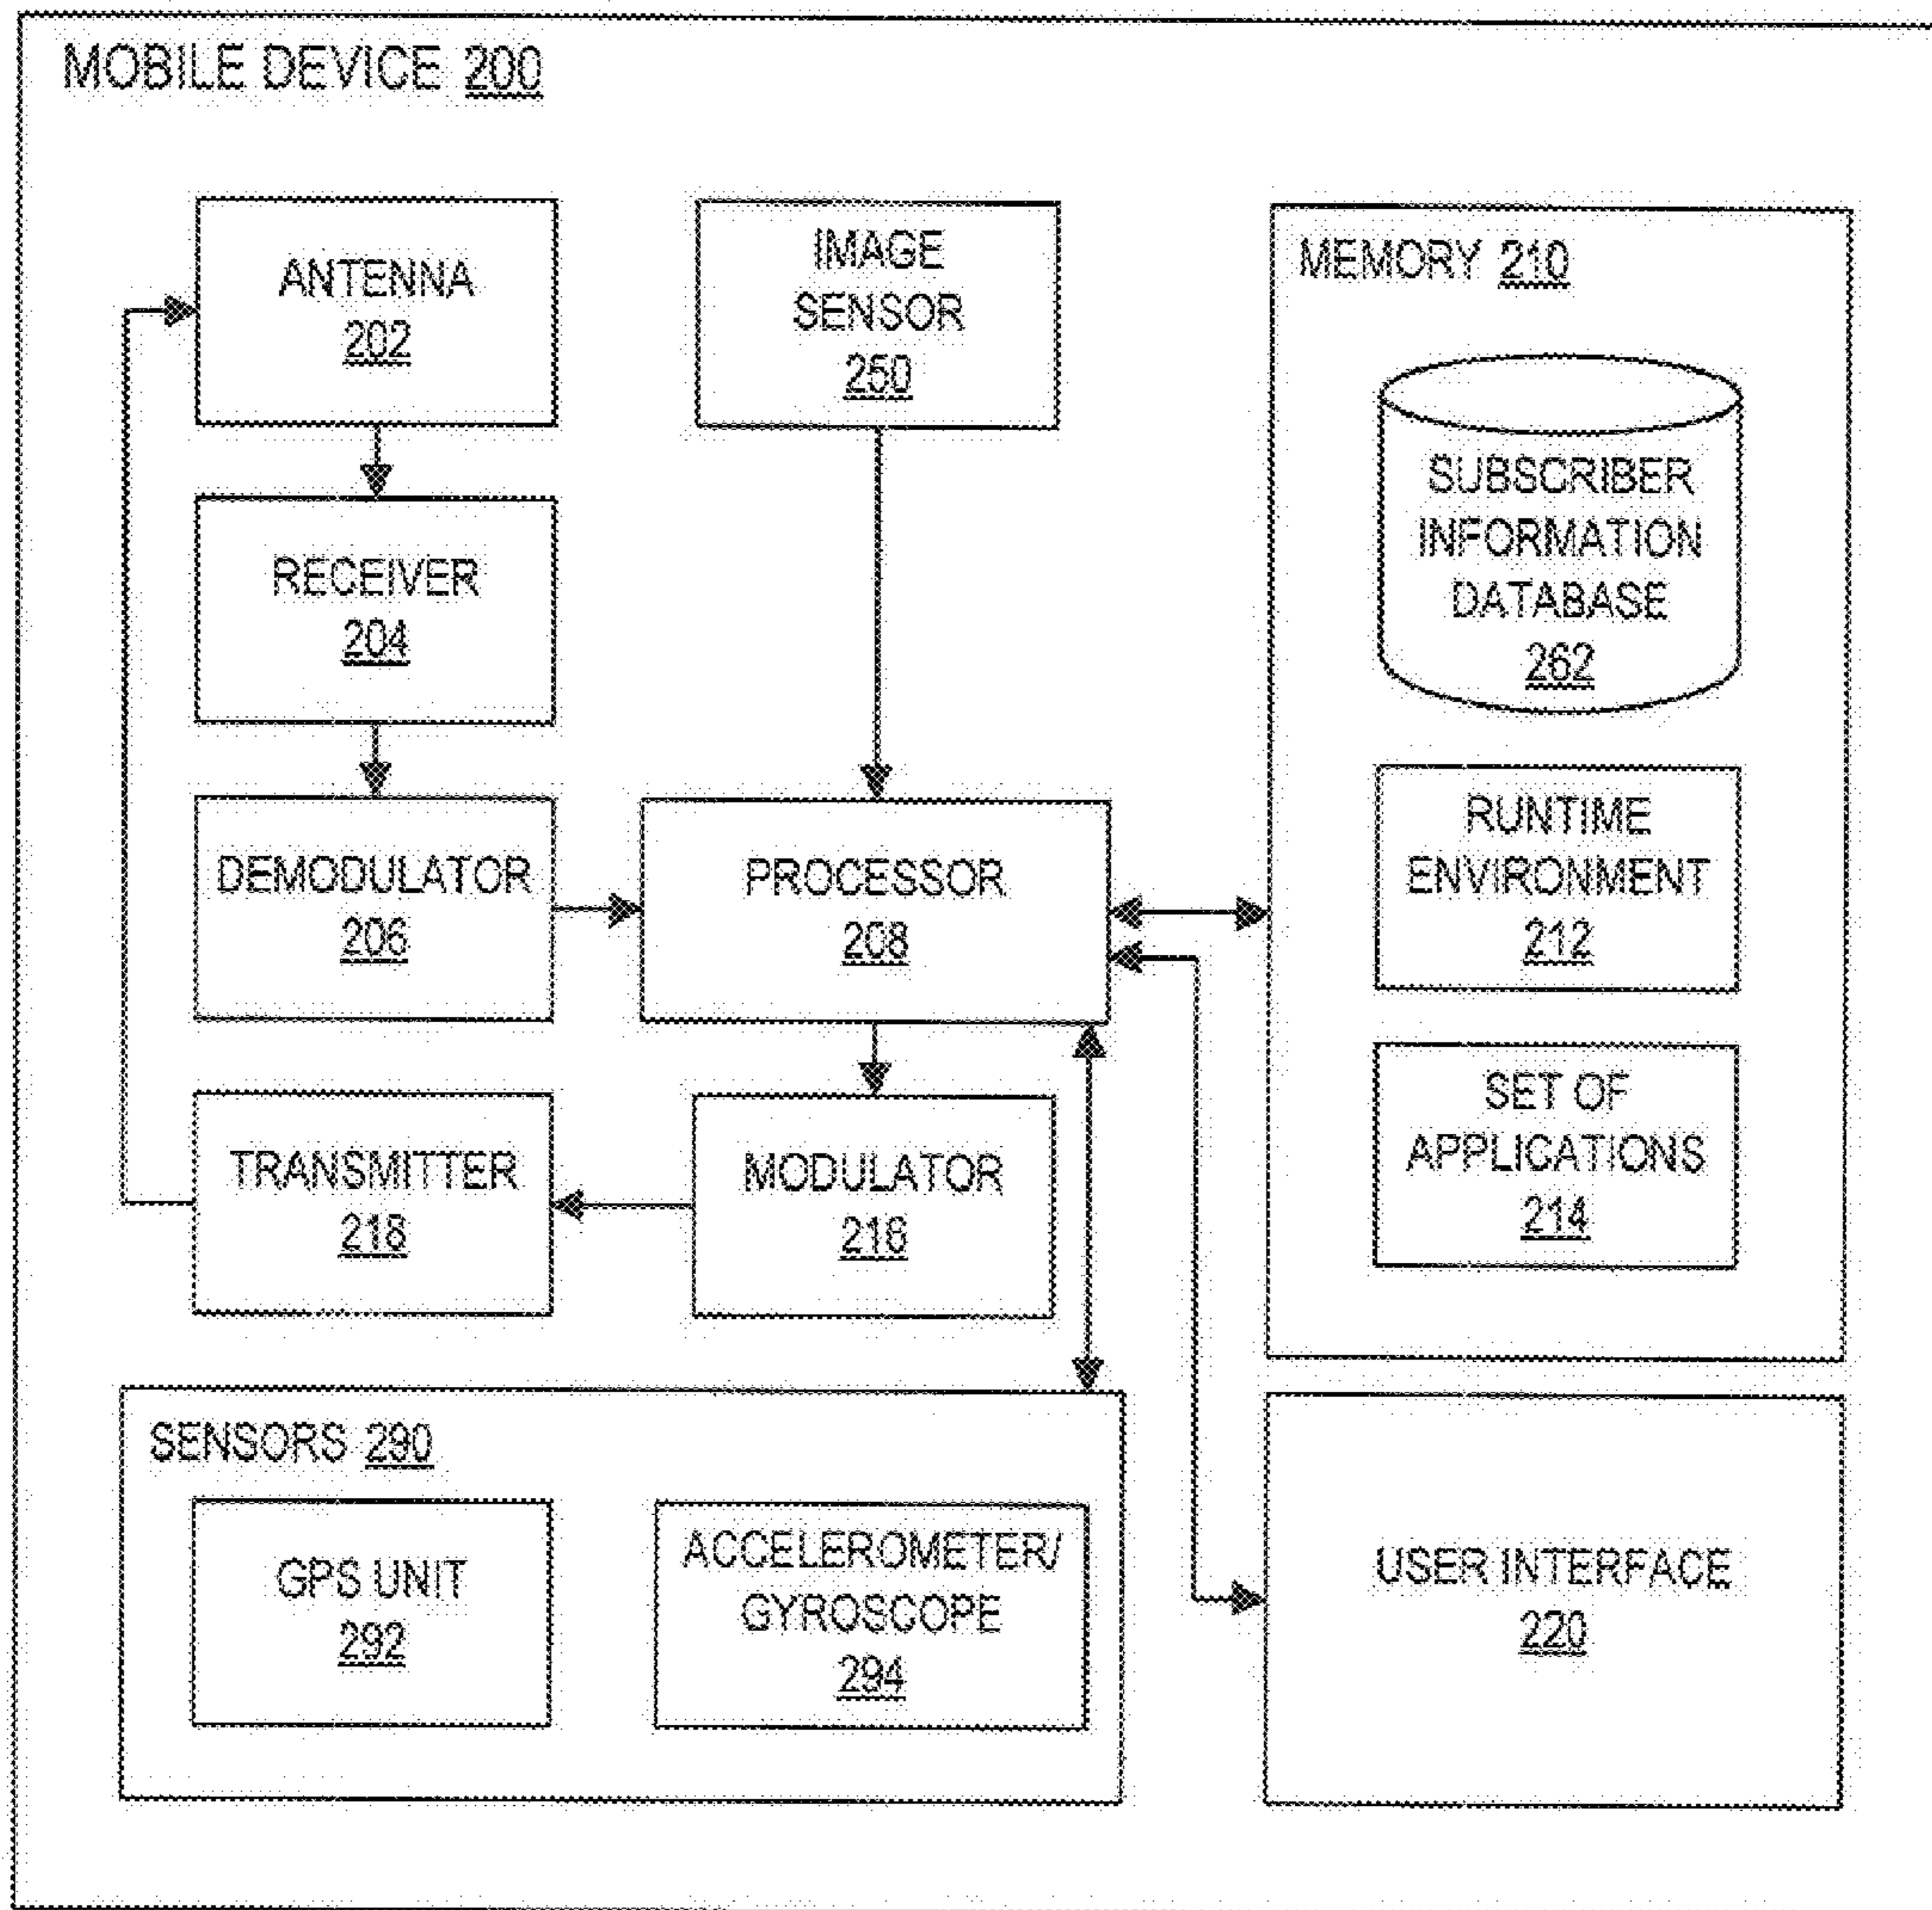 MOBILE DEVICE 200
ANTENNA
202
IMAGE
SENSOR
250
MEMORY 210
SUBSCRIBER
INFORMATION
DATABASE
262
RECEIVER
204
DEMODULATOR
206
PROCESSOR
208
RUNTIME
ENVIRONMENT
212
TRANSMITTER
218
MODULATOR
216
SET OF
APPLICATIONS
214
SENSORS 290
GPS UNIT
292
ACCELEROMETER/
GYROSCOPE
294
USER INTERFACE
220